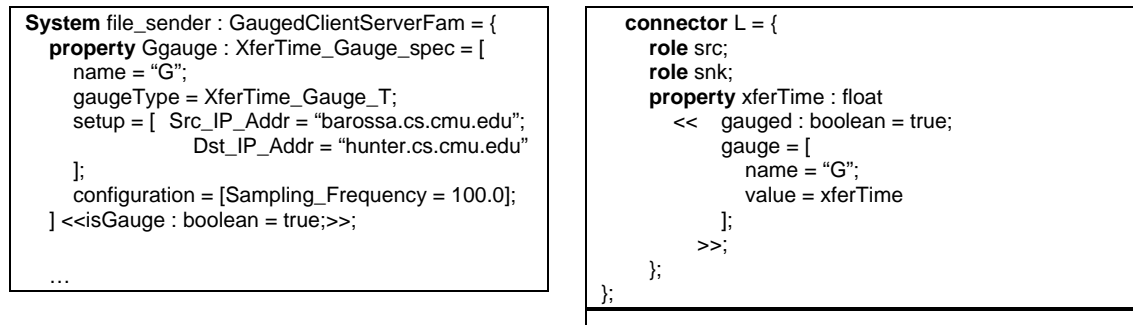 System file_sender : GaugedClientServerFam = {
property Ggauge : XferTime_Gauge_spec = [
name = “G”;
gaugeType = XferTime_Gauge_T;
setup = [ Src_IP_Addr = “barossa.cs.cmu.edu”;
Dst_IP_Addr = “hunter.cs.cmu.edu”
];
configuration = [Sampling_Frequency = 100.0];
] <<isGauge : boolean = true;>>;
…
connector L = {
role src;
role snk;
property xferTime : float
<< gauged : boolean = true;
gauge = [
name = “G”;
value = xferTime
];
>>;
};
};